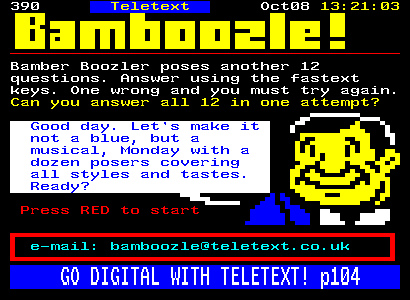 390 Teletext Oct08 13:21:03
Bamboozle!
Bamber Boozler poses another 12
questions. Answer using the fastext
keys. One wrong and you must try again.
Can you answer all 12 in one attempt?
Good day. Let's make it
not a blue, but a
musical, Monday with a
dozen posers covering
all styles and tastes.
Ready?
Press RED to start
e-mail: bamboozle@teletext.co.uk
GO DIGITAL WITH TELETEXT! p104